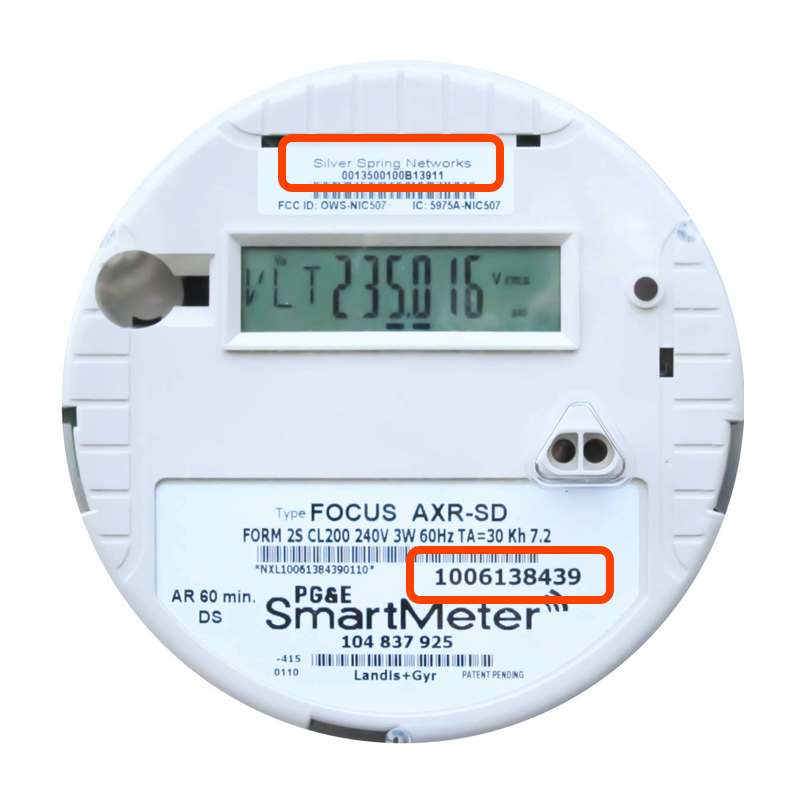 Silver Spring Networks
0013500100B13911
FCC ID: OWS-NIC507 IC: 5975A-NIC507
Va
VLT 235.016 V rms
Type FOCUS AXR-SD
FORM 2S CL200 240V 3W 60Hz TA=30 Kh 7.2
*NXL10061384390110*
1006138439
AR 60 min.
DS
PG&E
SmartMeter
104 837 925
-415
0110
Landis+Gyr
PATENT PENDING